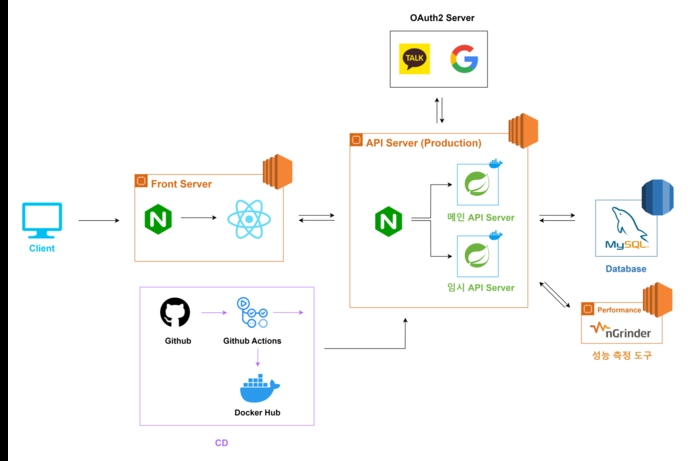 OAuth2 Server
TALK
API Server (Production)
Front Server
메인 API Server
Client
MySQL
Database
임시 API Server
Performance
nGrinder
성능 측정 도구
Github
Github Actions
Docker Hub
CD